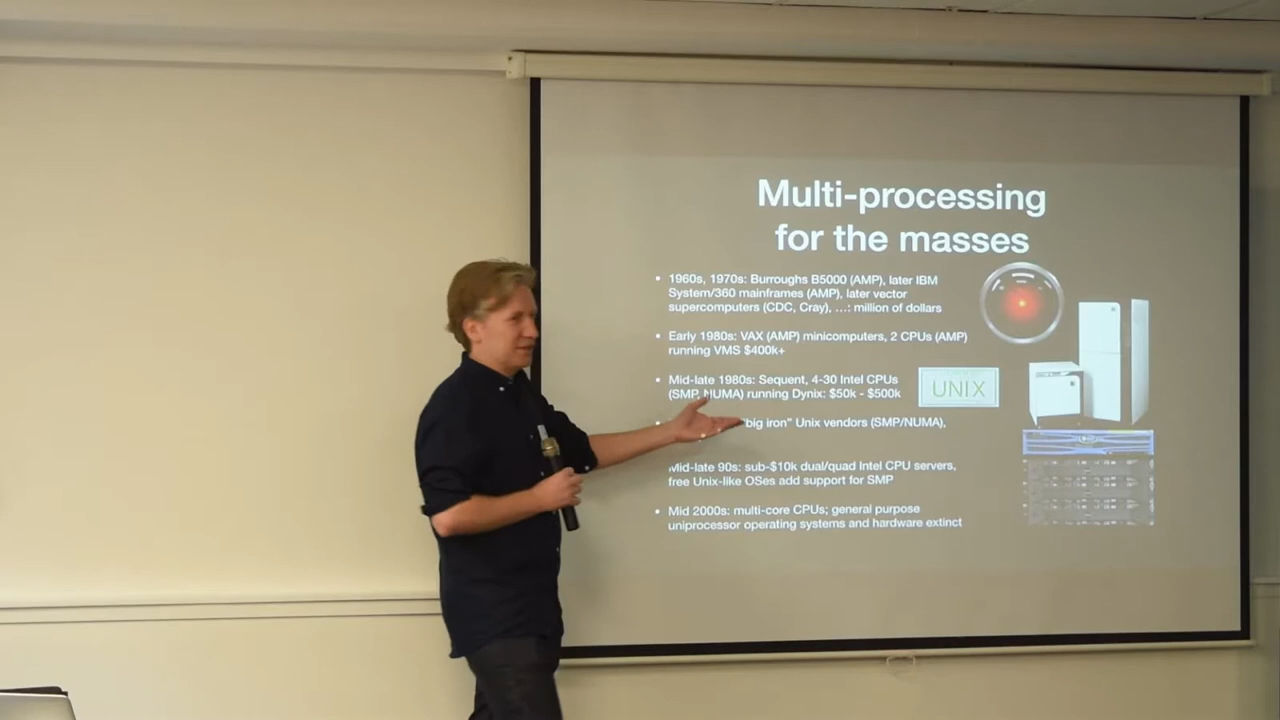 Multi-processing
for the masses
• 1960s, 1970s: Burroughs B5000 (AMP), later IBM
System/360 mainframes (AMP), later vector
supercomputers (CDC, Cray), …: million of dollars
• Early 1980s: VAX (AMP) minicomputers, 2 CPUs (AMP)
running VMS $400k+
• Mid-late 1980s: Sequent, 4-30 Intel CPUs
(SMP, NUMA) running Dynix: $50k - $500k
UNIX
"big iron" Unix vendors (SMP/NUMA),
Mid-late 90s: sub-$10k dual/quad Intel CPU servers,
free Unix-like OSes add support for SMP
• Mid 2000s: multi-core CPUs; general purpose
uniprocessor operating systems and hardware extinct